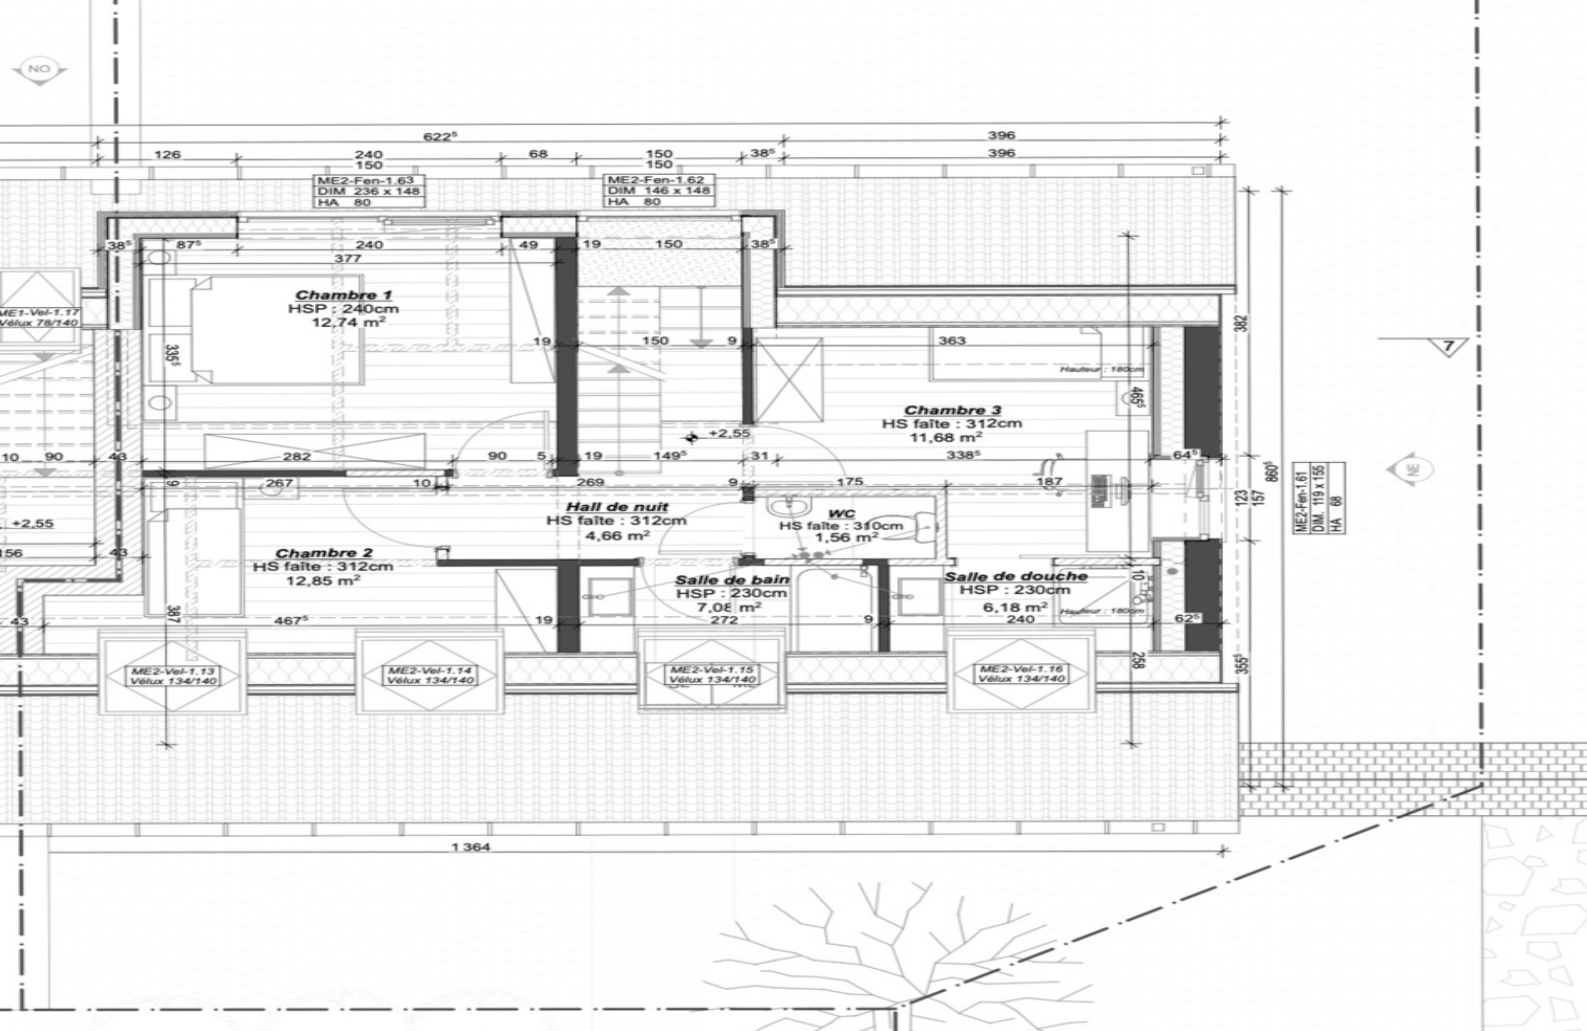 NO
622⁵
396
126
240
150
68
150
150
38⁵
396
ME2-Fen-1.63
DIM 236 x 148
HA 80
ME2-Fen-1.62
DIM 146 x 148
HA 80
38⁵
87⁵
240
49
19
150
38⁵
377
Chambre 1
HSP : 240cm
12,74 m²
335⁵
ME1-Vel-1.17
Vélux 78/140
19
150
9
363
Hauteur : 180cm
465⁵
382
7
Chambre 3
HS faîte : 312cm
11,68 m²
+2,55
10
90
43
282
90
5
19
149⁵
31
338⁵
64⁵
NE
9
267
10
269
9
175
187
860⁵
123
157
ME2-Fen-1.61
DIM. 119 x 155
HA 68
Hall de nuit
HS faîte : 312cm
4,66 m²
WC
HS faîte : 310cm
1,56 m²
+2,55
156
43
Chambre 2
HS faîte : 312cm
12,85 m²
Salle de bain
HSP : 230cm
7,08 m²
Salle de douche
HSP : 230cm
6,18 m²
Hauteur : 180cm
10
43
387
467⁵
19
272
9
240
62⁵
258
355⁵
ME2-Vel-1.13
Vélux 134/140
ME2-Vel-1.14
Vélux 134/140
ME2-Vel-1.15
Vélux 134/140
ME2-Vel-1.16
Vélux 134/140
1 364